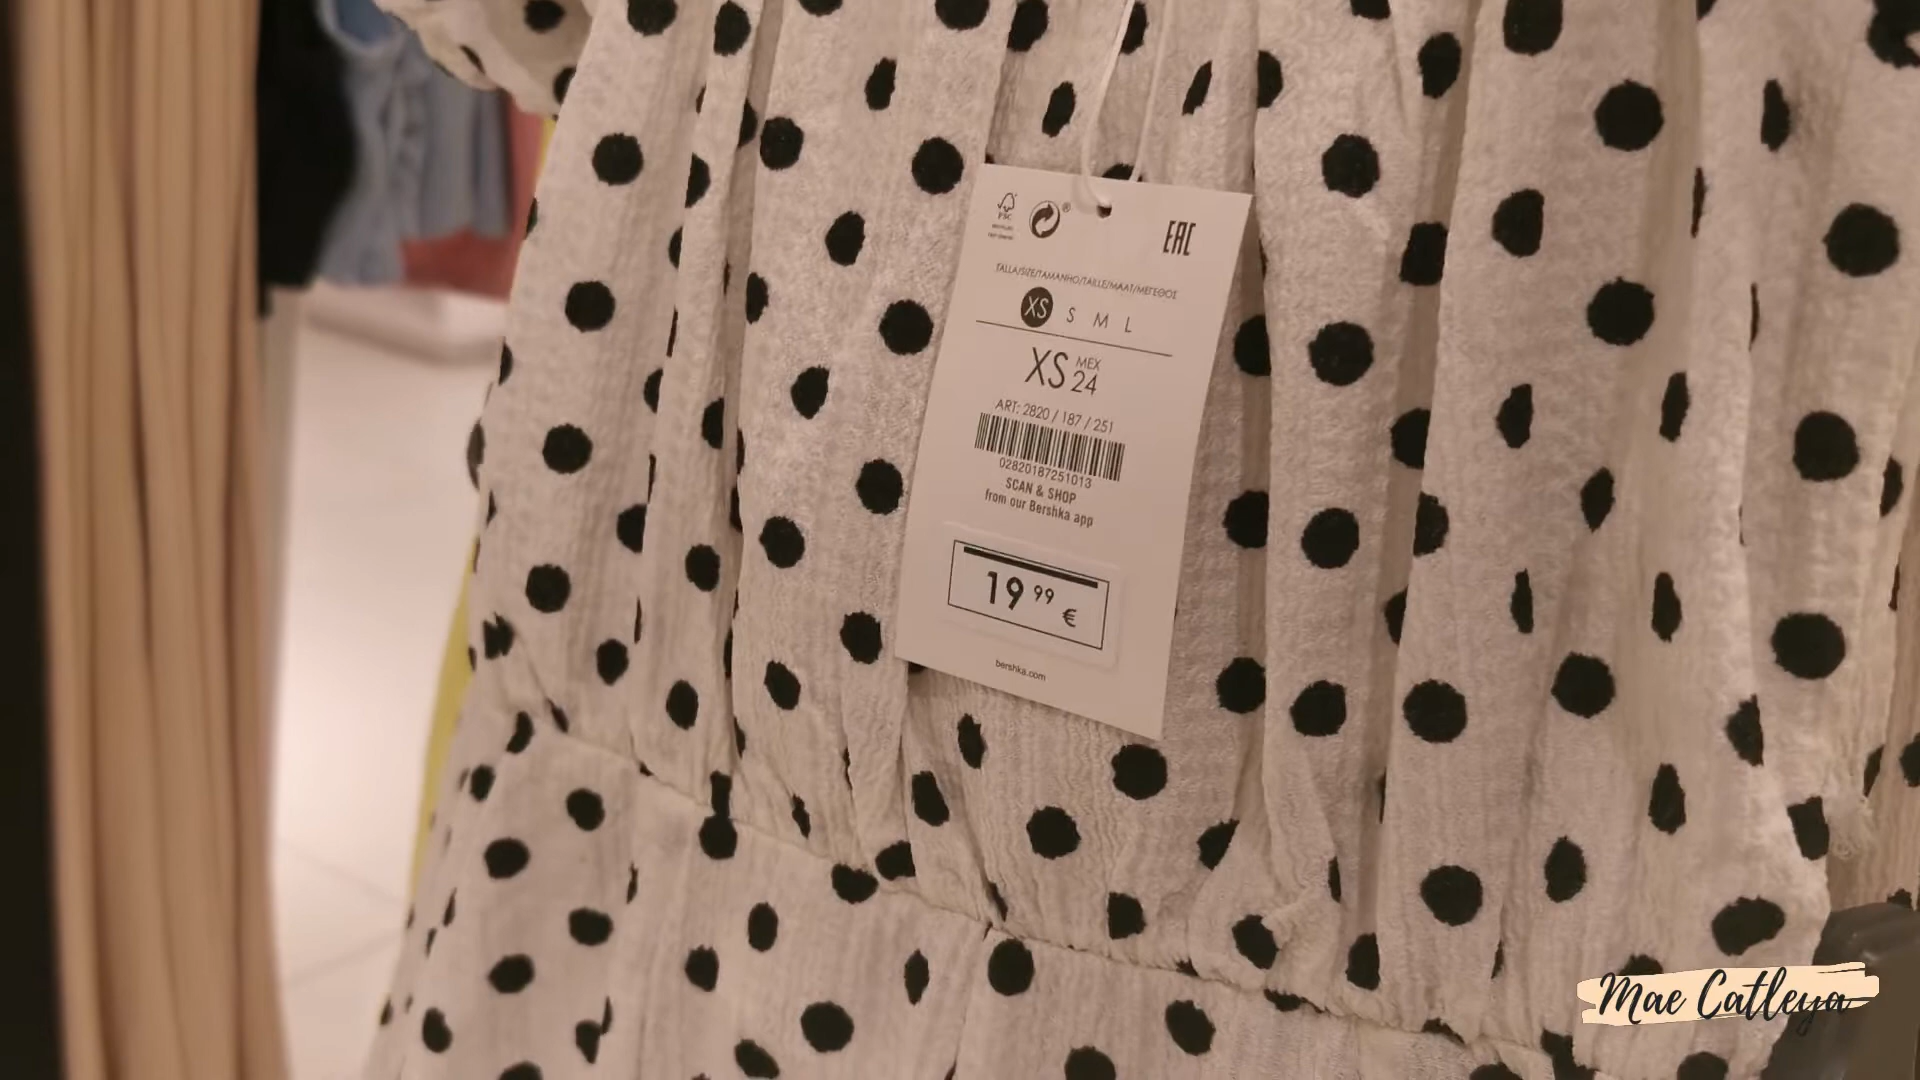 FSC
®
EAC
TALLA/SIZE/TAMANHO/TAILLE/MAAT/ΜΕΓΕΘΟΣ
XS S M L
XS MEX 24
ART: 2820 / 187 / 251
02820187251013
SCAN & SHOP
from our Bershka app
19 99 €
bershka.com
Mae Catleya